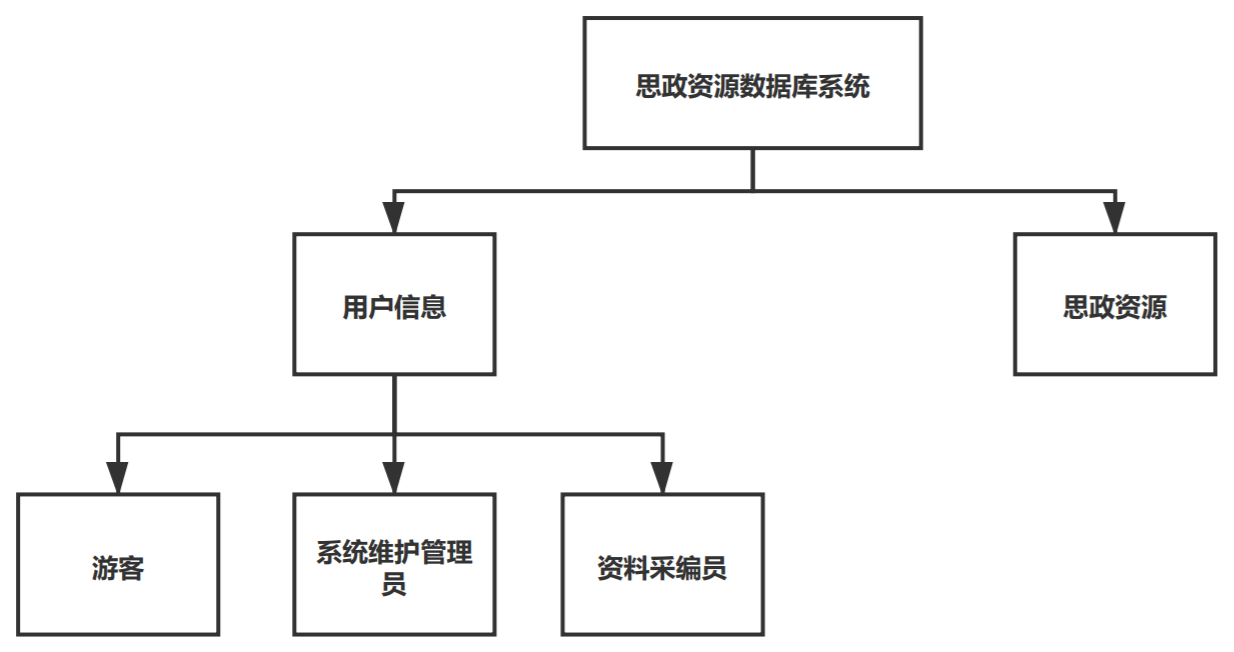 思政资源数据库系统
用户信息
思政资源
游客
系统维护管理
员
资料采编员